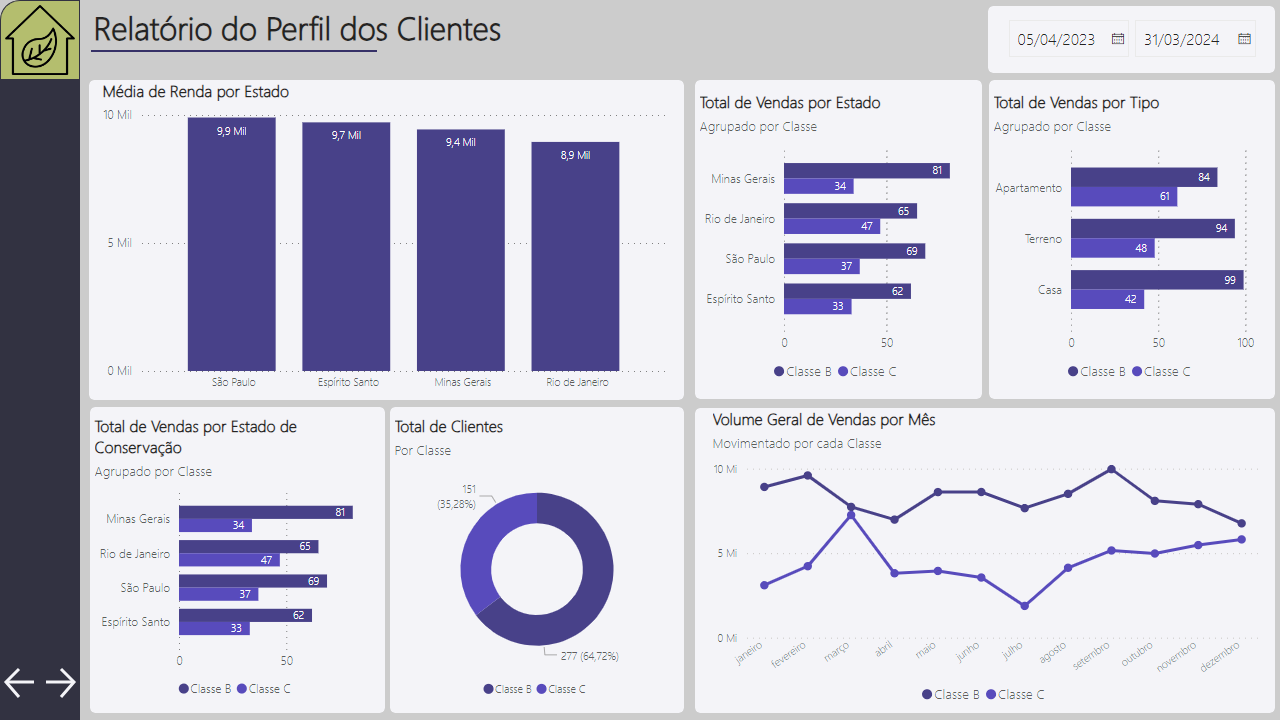 Relatório do Perfil dos Clientes
05/04/2023
31/03/2024
Média de Renda por Estado
10 Mil
5 Mil
0 Mil
9,9 Mil
9,7 Mil
9,4 Mil
8,9 Mil
São Paulo
Espírito Santo
Minas Gerais
Rio de Janeiro
Total de Vendas por Estado
Agrupado por Classe
Minas Gerais
81
34
Rio de Janeiro
65
47
São Paulo
69
37
Espírito Santo
62
33
0
50
Classe B
Classe C
Total de Vendas por Tipo
Agrupado por Classe
Apartamento
84
61
Terreno
94
48
Casa
99
42
0
50
100
Classe B
Classe C
Total de Vendas por Estado de
Conservação
Agrupado por Classe
Minas Gerais
81
34
Rio de Janeiro
65
47
São Paulo
69
37
Espírito Santo
62
33
0
50
Classe B
Classe C
Total de Clientes
Por Classe
151
(35,28%)
277 (64,72%)
Classe B
Classe C
Volume Geral de Vendas por Mês
Movimentado por cada Classe
10 Mi
5 Mi
0 Mi
janeiro
fevereiro
março
abril
maio
junho
julho
agosto
setembro
outubro
novembro
dezembro
Classe B
Classe C